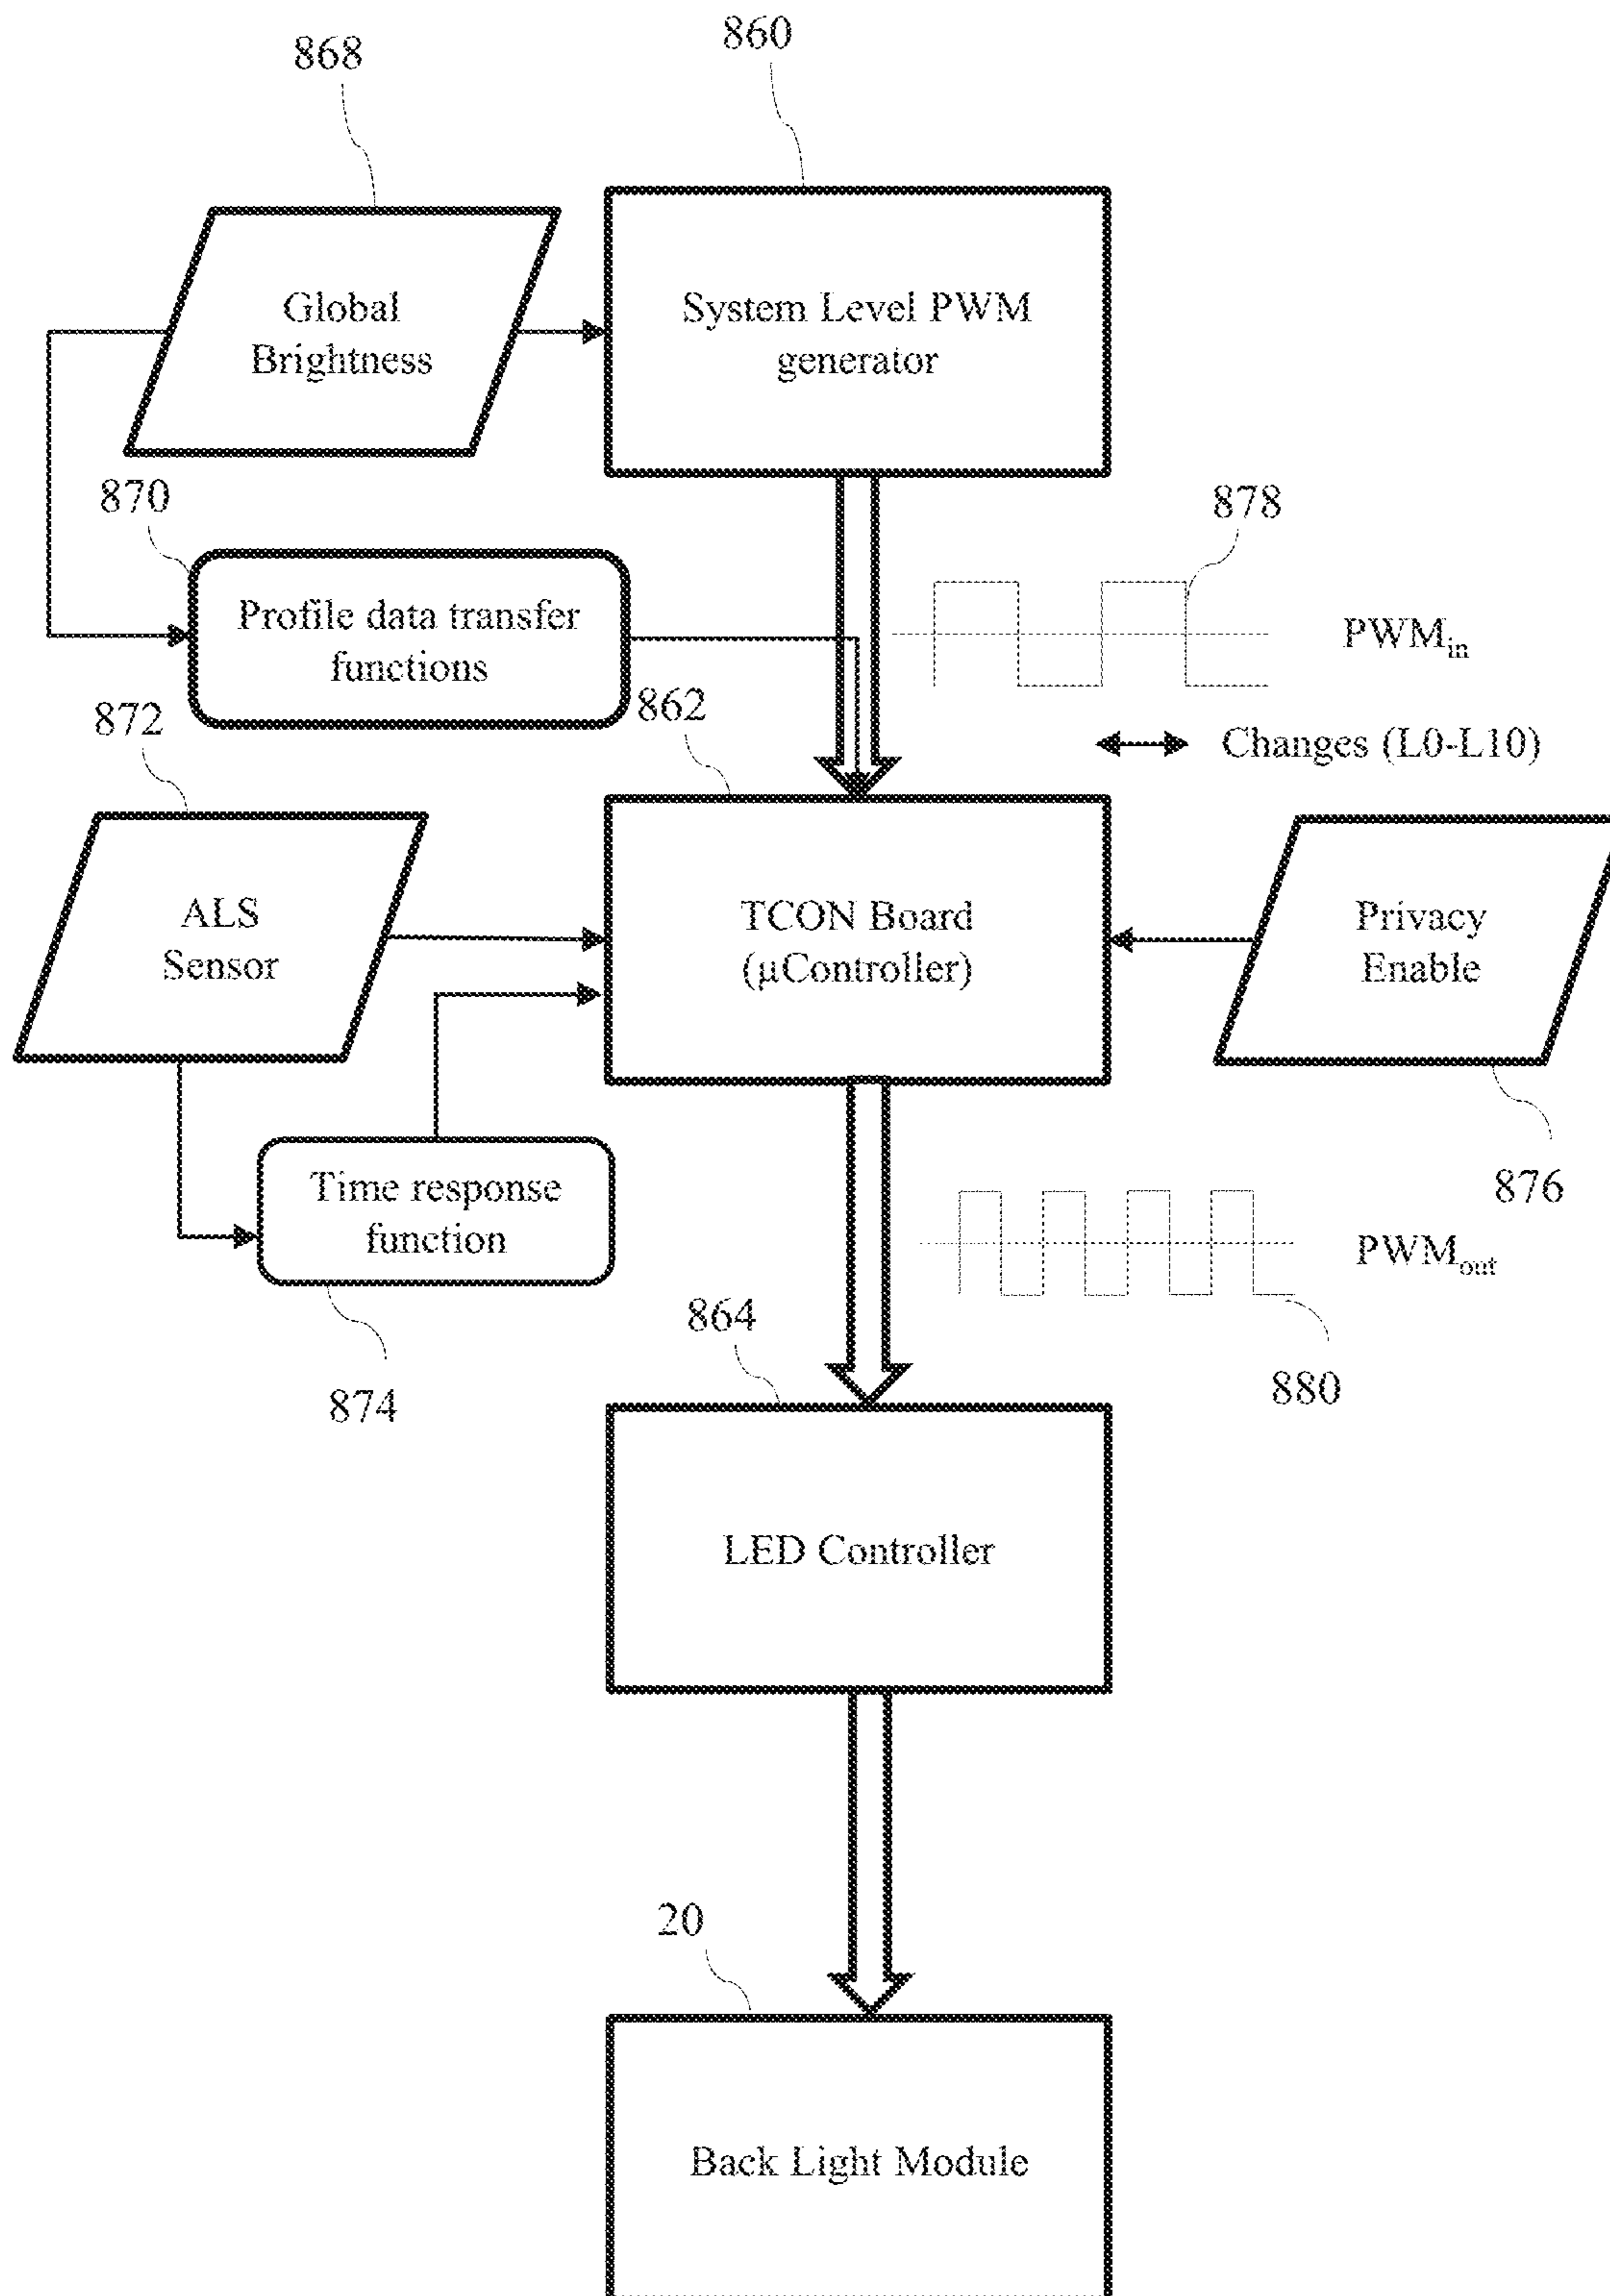 860
868
Global
Brightness
System Level PWM
generator
870
878
Profile data transfer
functions
PWMin
862
872
Changes (L0-L10)
ALS
Sensor
TCON Board
(µController)
Privacy
Enable
876
Time response
function
PWMout
864
880
874
LED Controller
20
Back Light Module